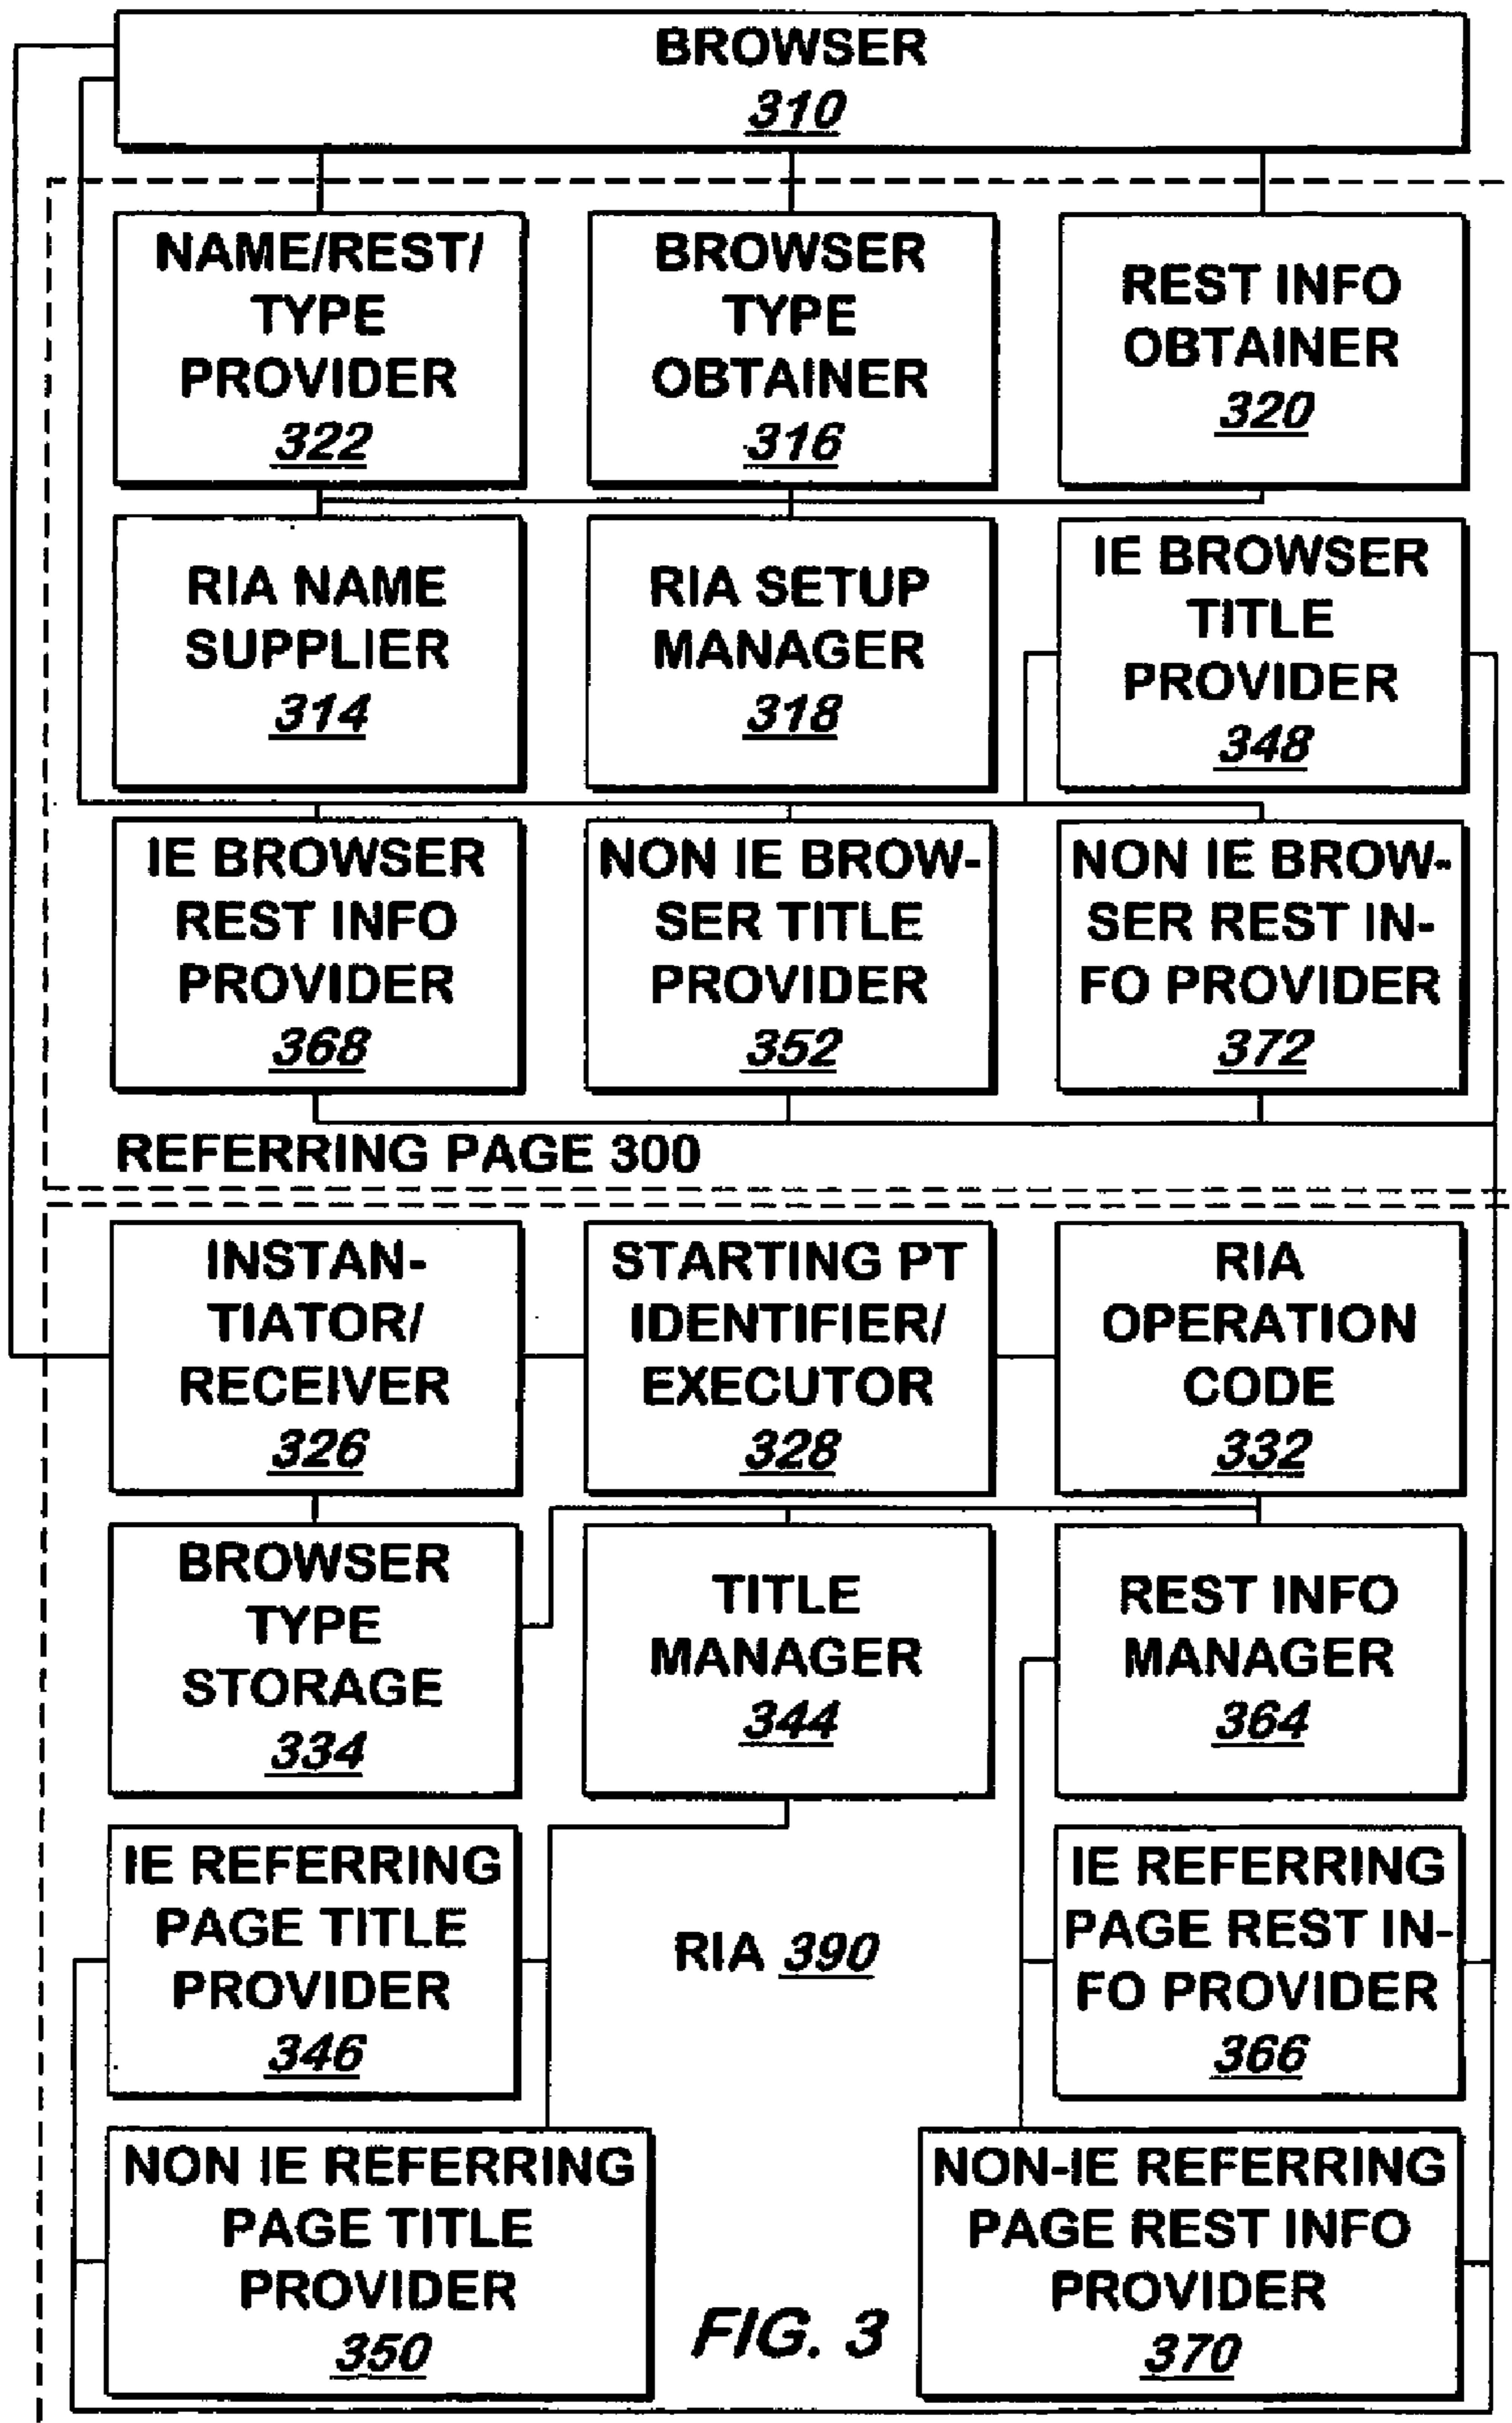 BROWSER
310
NAME/REST/
TYPE
PROVIDER
322
BROWSER
TYPE
OBTAINER
316
REST INFO
OBTAINER
320
RIA NAME
SUPPLIER
314
RIA SETUP
MANAGER
318
IE BROWSER
TITLE
PROVIDER
348
IE BROWSER
REST INFO
PROVIDER
368
NON IE BROW-
SER TITLE
PROVIDER
352
NON IE BROW-
SER REST IN-
FO PROVIDER
372
REFERRING PAGE 300
INSTAN-
TIATOR/
RECEIVER
326
STARTING PT
IDENTIFIER/
EXECUTOR
328
RIA
OPERATION
CODE
332
BROWSER
TYPE
STORAGE
334
TITLE
MANAGER
344
REST INFO
MANAGER
364
IE REFERRING
PAGE TITLE
PROVIDER
346
RIA 390
IE REFERRING
PAGE REST IN-
FO PROVIDER
366
NON IE REFERRING
PAGE TITLE
PROVIDER
350
FIG. 3
NON-IE REFERRING
PAGE REST INFO
PROVIDER
370